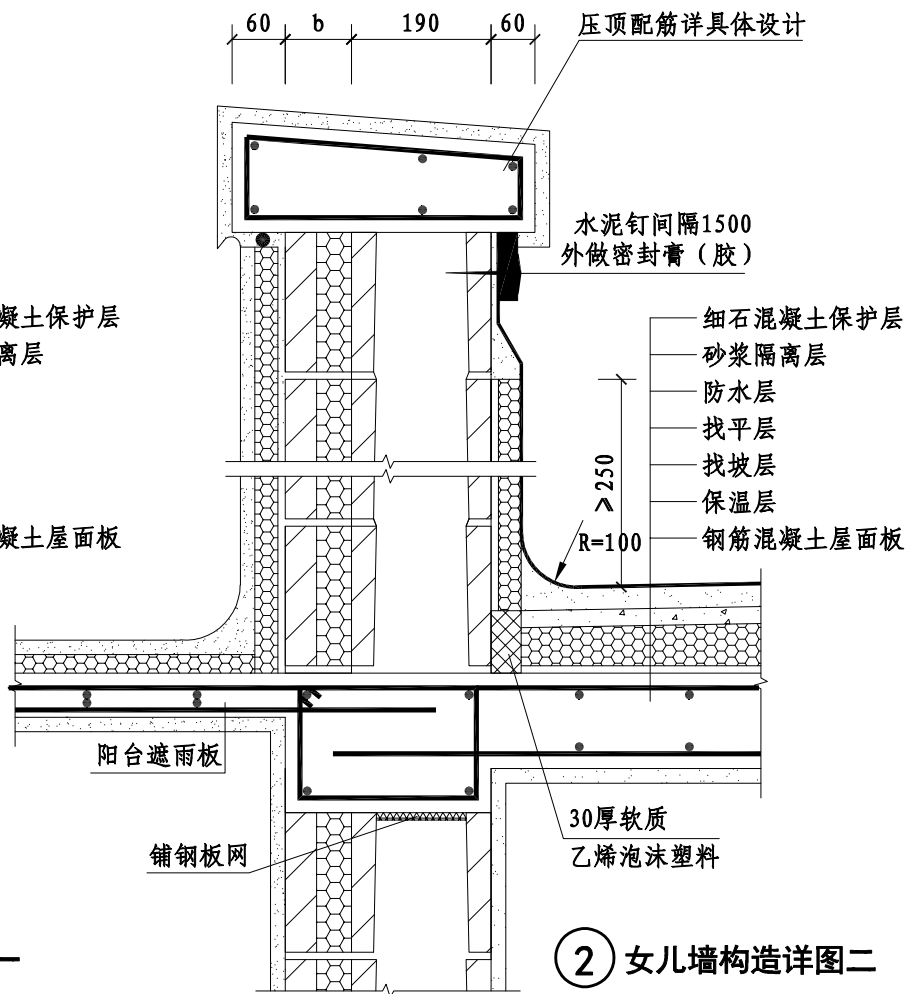 60 b 190 60
压顶配筋详具体设计
水泥钉间隔1500
外做密封膏（胶）
凝土保护层
离层
凝土屋面板
细石混凝土保护层
砂浆隔离层
防水层
找平层
找坡层
保温层
钢筋混凝土屋面板
≥250
R=100
阳台遮雨板
铺钢板网
30厚软质
乙烯泡沫塑料
2 女儿墙构造详图二